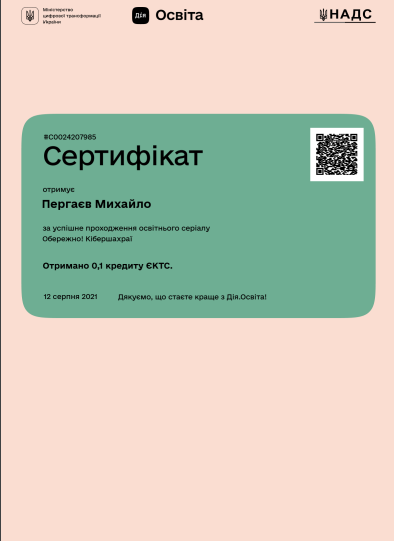 Міністерство
цифрової трансформації
України
Дія
Освіта
НАДС
#C0024207985
Сертифікат
отримує
Пергаєв Михайло
за успішне проходження освітнього серіалу
Обережно! Кібершахраї
Отримано 0,1 кредиту ЄКТС.
12 серпня 2021
Дякуємо, що стаєте краще з Дія.Освіта!